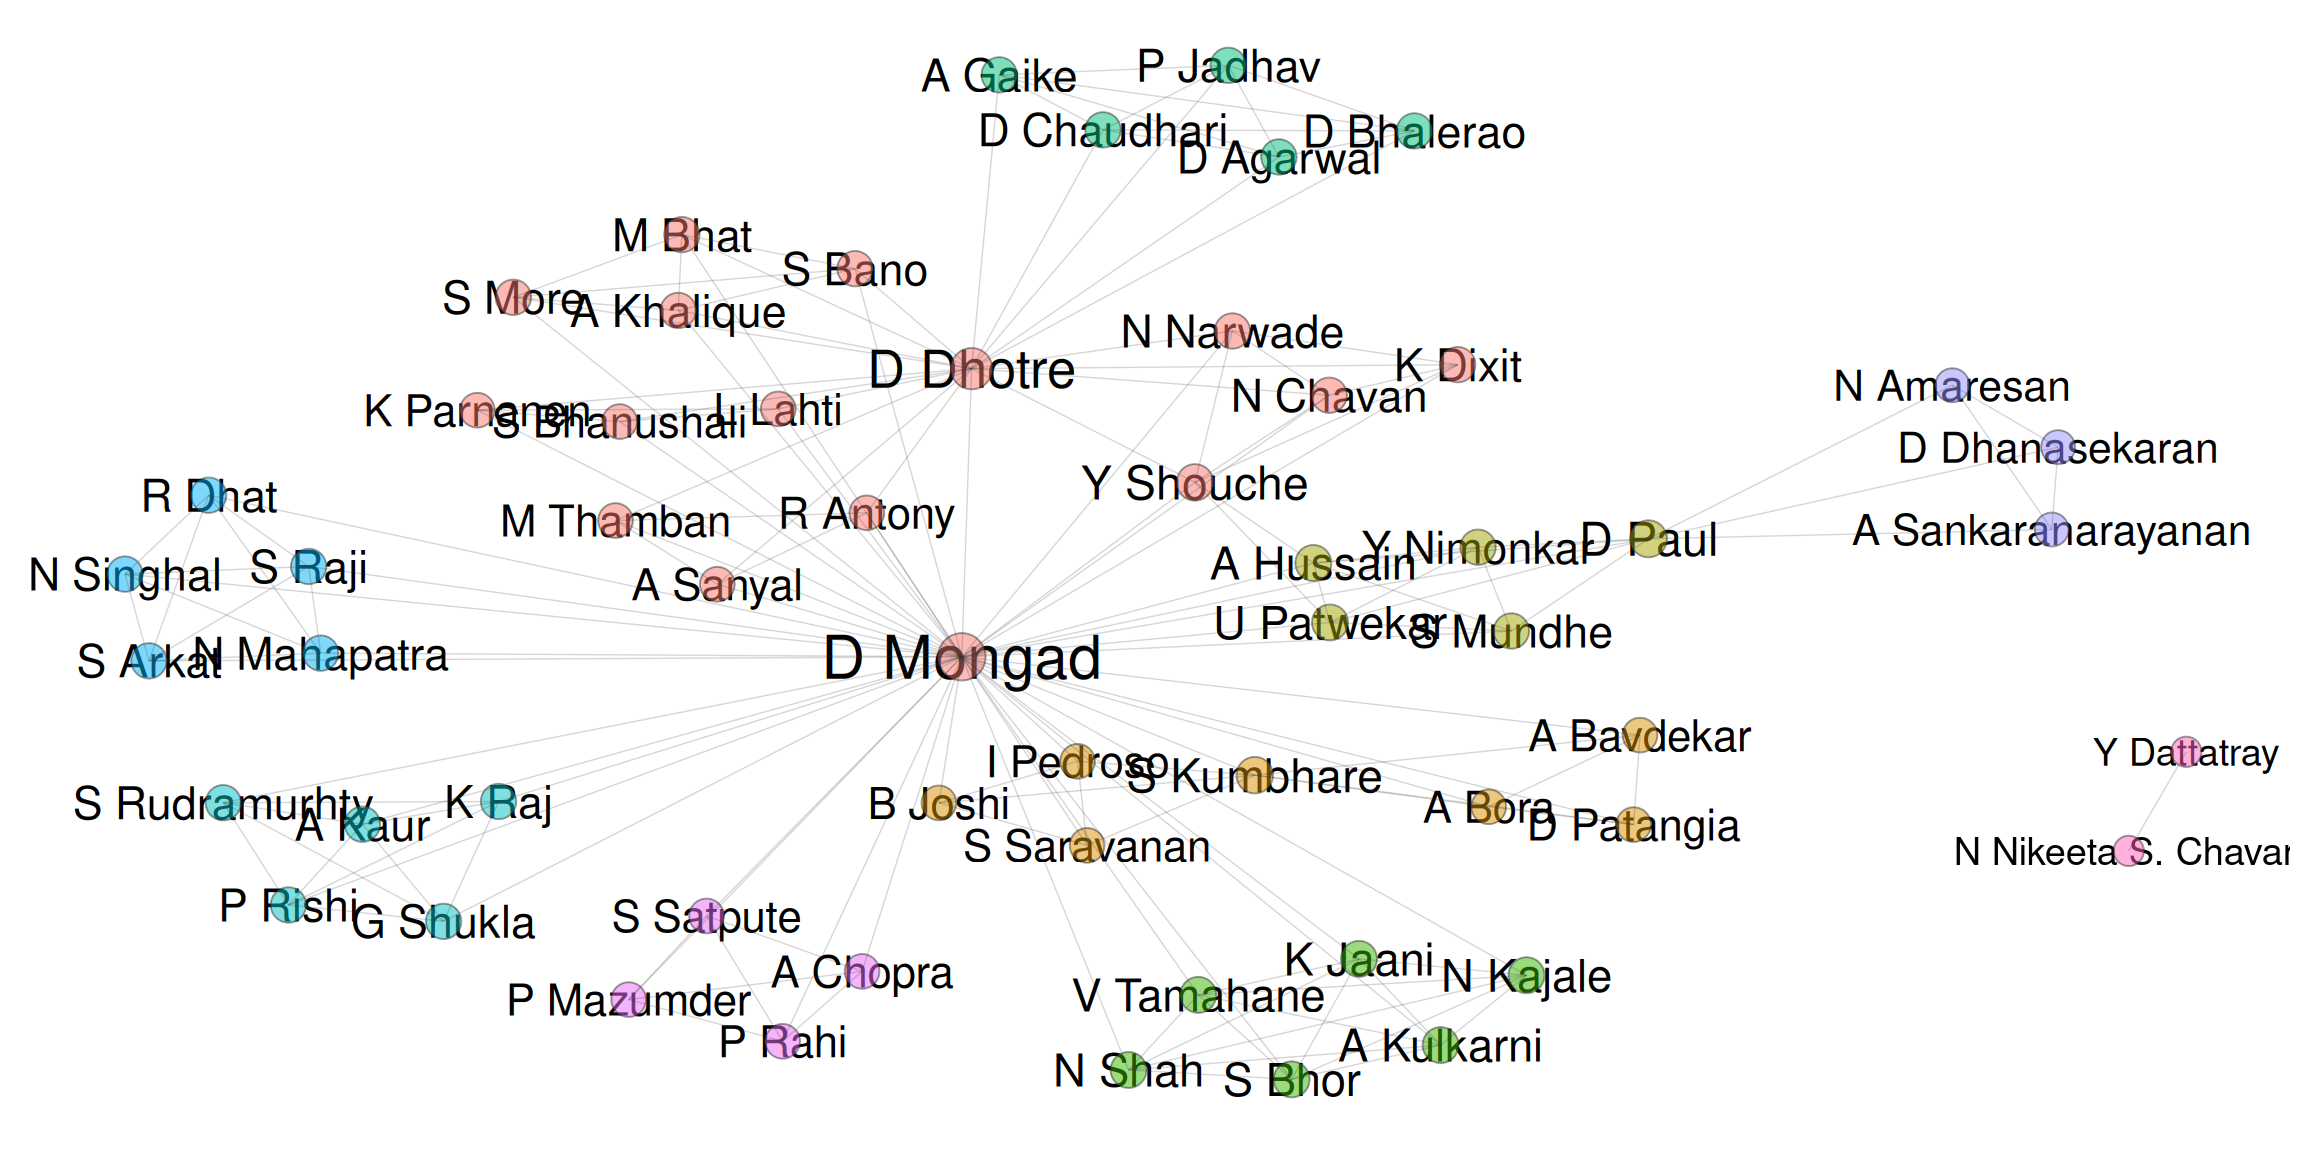 A Gaike
P Jadhav
D Chaudhari
D Bhalerao
D Agarwal
M Bhat
S Bano
S More
A Khalique
N Narwade
D Dhotre
K Dixit
N Chavan
N Amaresan
K Parnanen
S Bhanushali
L Lahti
D Dhanasekaran
R Dhat
Y Shouche
M Thamban
R Antony
A Sankaranarayanan
Y Nimonkar
D Paul
A Hussain
N Singhal
S Raji
A Sanyal
U Patwekar
S Mundhe
S Arkat
N Mahapatra
D Mongad
A Bavdekar
Y Dattatray
I Pedroso
S Kumbhare
S Rudramurhty
K Raj
A Kaur
B Joshi
A Bora
D Patangia
S Saravanan
N Nikeeta S. Chavan
P Rishi
G Shukla
S Satpute
A Chopra
K Jaani
N Kajale
P Mazumder
V Tamahane
P Rahi
A Kulkarni
N Shah
S Bhor